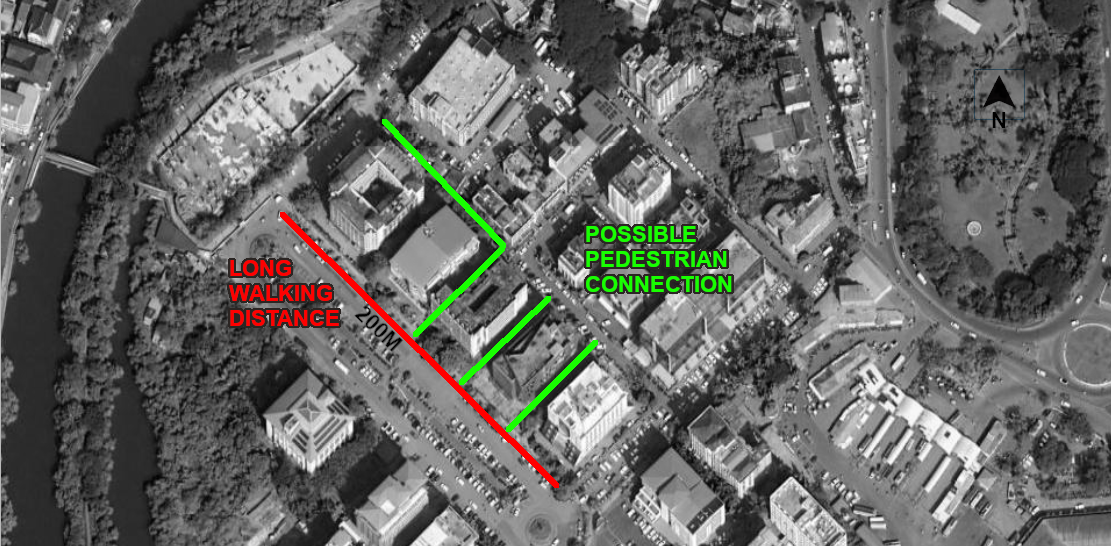 N
POSSIBLE
PEDESTRIAN
CONNECTION
LONG
WALKING
DISTANCE
200M